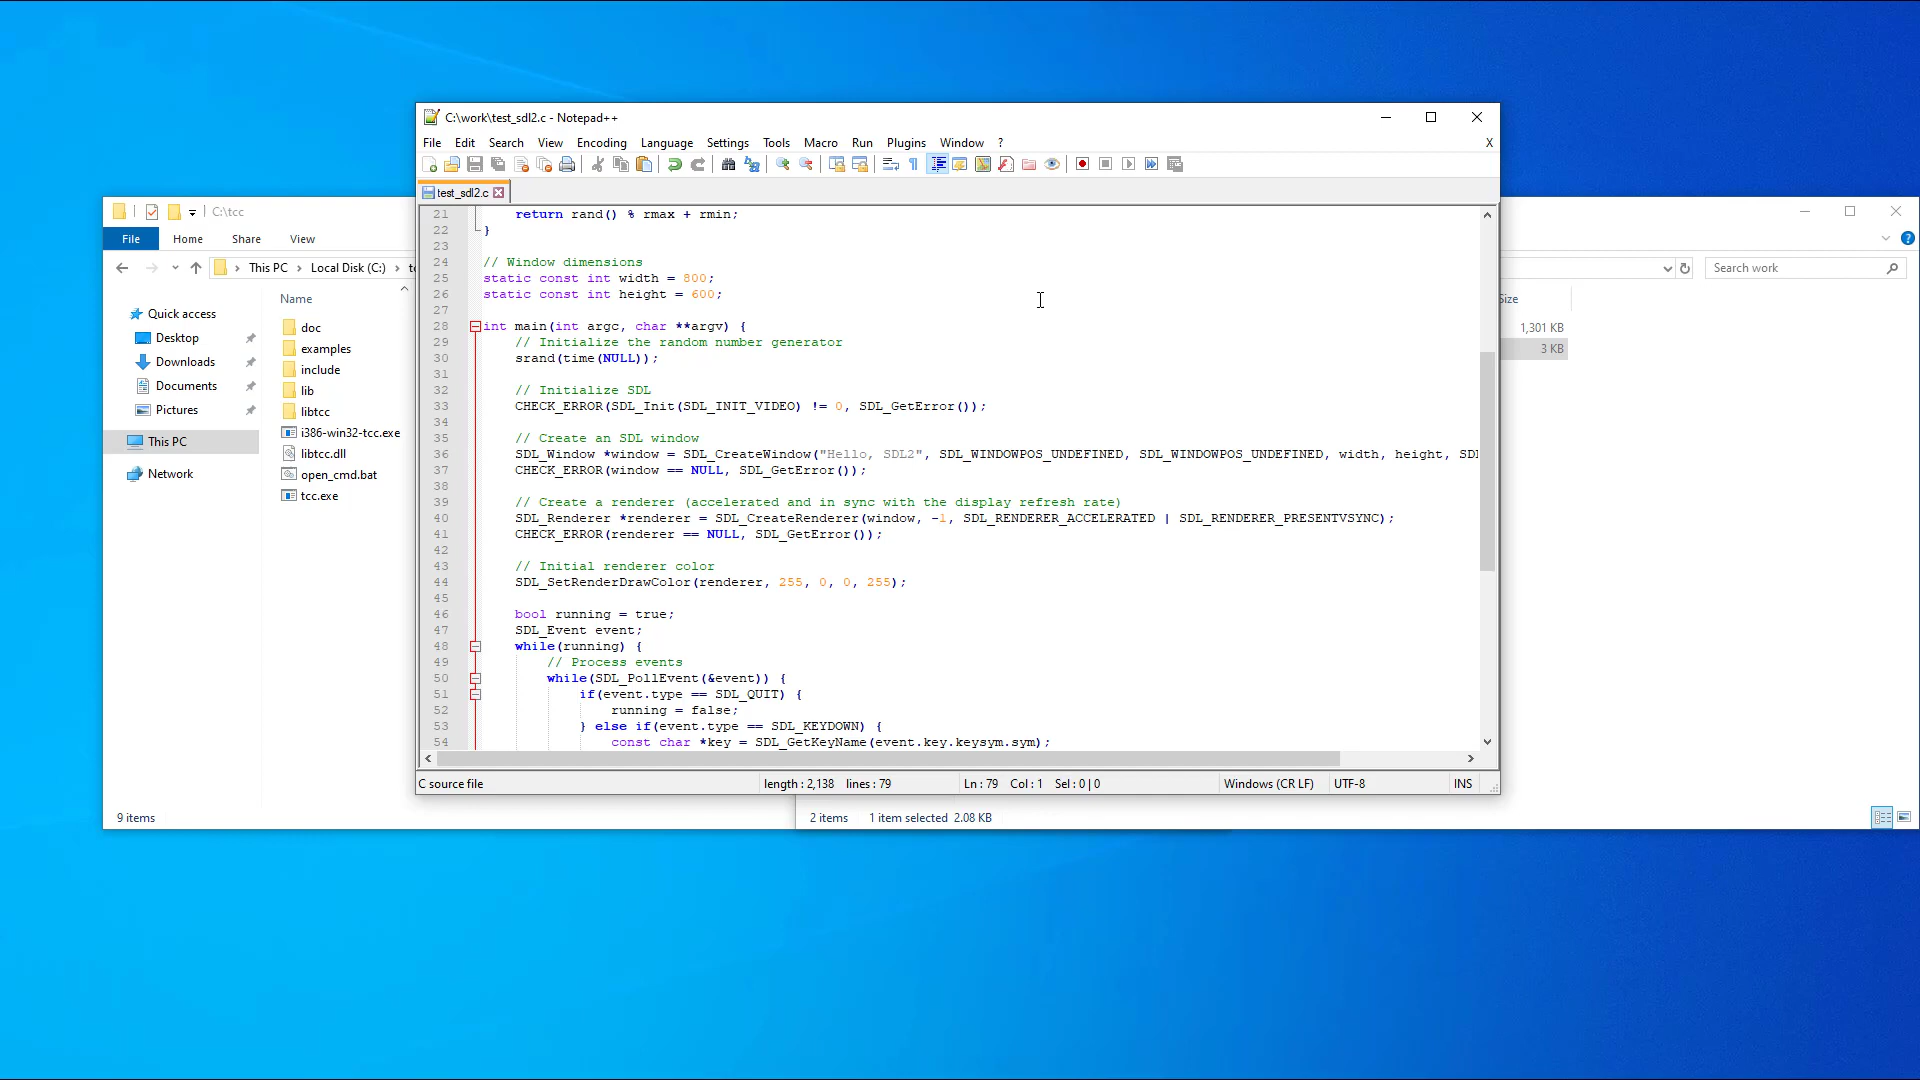 C:\work\test_sdl2.c - Notepad++
File Edit Search View Encoding Language Settings Tools Macro Run Plugins Window ?
X
test_sdl2.c
21 return rand() % rmax + rmin;
22 }
23
24 // Window dimensions
25 static const int width = 800;
26 static const int height = 600;
27
28 int main(int argc, char **argv) {
29 // Initialize the random number generator
30 srand(time(NULL));
31
32 // Initialize SDL
33 CHECK_ERROR(SDL_Init(SDL_INIT_VIDEO) != 0, SDL_GetError());
34
35 // Create an SDL window
36 SDL_Window *window = SDL_CreateWindow("Hello, SDL2", SDL_WINDOWPOS_UNDEFINED, SDL_WINDOWPOS_UNDEFINED, width, height,
37 CHECK_ERROR(window == NULL, SDL_GetError());
38
39 // Create a renderer (accelerated and in sync with the display refresh rate)
40 SDL_Renderer *renderer = SDL_CreateRenderer(window, -1, SDL_RENDERER_ACCELERATED | SDL_RENDERER_PRESENTVSYNC);
41 CHECK_ERROR(renderer == NULL, SDL_GetError());
42
43 // Initial renderer color
44 SDL_SetRenderDrawColor(renderer, 255, 0, 0, 255);
45
46 bool running = true;
47 SDL_Event event;
48 while(running) {
49 // Process events
50 while(SDL_PollEvent(&event)) {
51 if(event.type == SDL_QUIT) {
52 running = false;
53 } else if(event.type == SDL_KEYDOWN) {
54 const char *key = SDL_GetKeyName(event.key.keysym.sym);
C source file length : 2,138 lines : 79 Ln : 79 Col : 1 Sel : 0 | 0 Windows (CR LF) UTF-8 INS
C:\tcc
File Home Share View
This PC Local Disk (C:)
Name
Quick access
Desktop
Downloads
Documents
Pictures
This PC
Network
doc
examples
include
lib
libtcc
i386-win32-tcc.exe
libtcc.dll
open_cmd.bat
tcc.exe
9 items
Search work
Size
1,301 KB
3 KB
2 items 1 item selected 2.08 KB